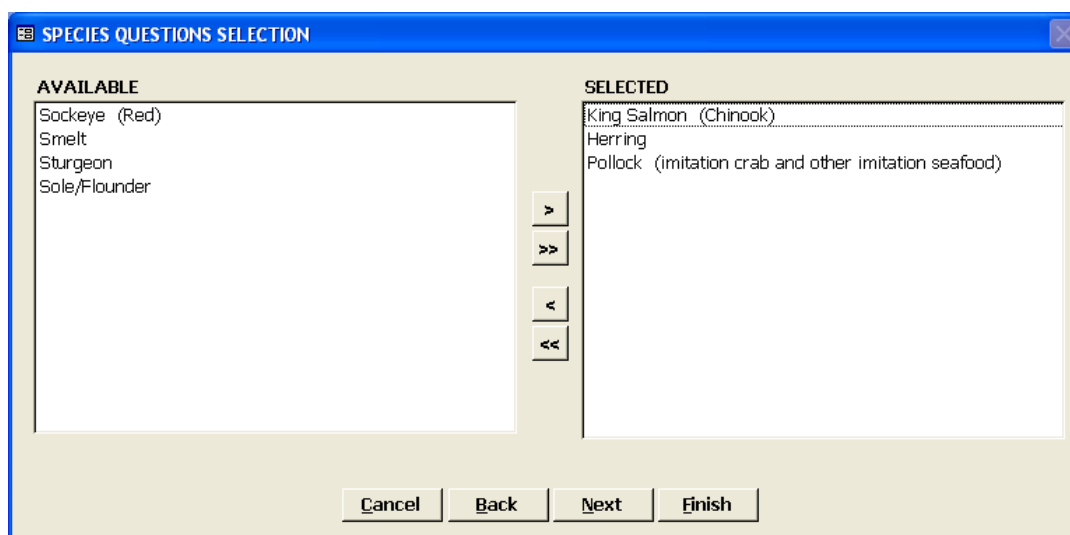 SPECIES QUESTIONS SELECTION
AVAILABLE
Sockeye (Red)
Smelt
Sturgeon
Sole/Flounder
>
>>
<
<<
SELECTED
King Salmon (Chinook)
Herring
Pollock (imitation crab and other imitation seafood)
Cancel Back Next Finish